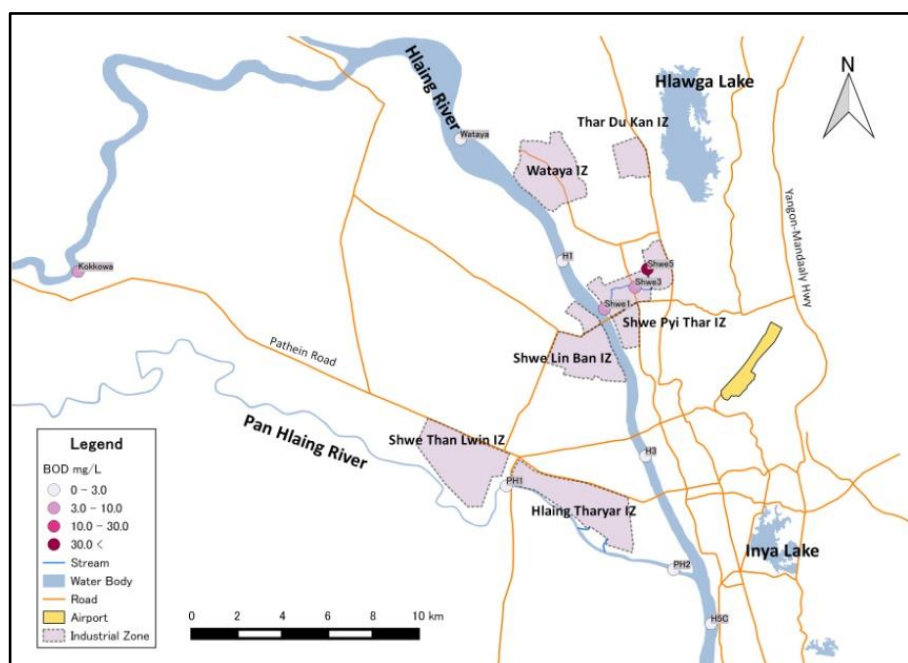 Hlaing River
Hlawga Lake
N
Thar Du Kan IZ
Wataya
Wataya IZ
Yangon-Mandaaly Hwy
Kokkowa
H1
Shwe5
Shwe3
Shwe1
Shwe Pyi Thar IZ
Shwe Lin Ban IZ
Pathein Road
Pan Hlaing River
Shwe Than Lwin IZ
H3
PH1
Hlaing Tharyar IZ
Inya Lake
PH2
H5C
Legend
BOD mg/L
0 - 3.0
3.0 - 10.0
10.0 - 30.0
30.0 <
Stream
Water Body
Road
Airport
Industrial Zone
0 2 4 6 8 10 km